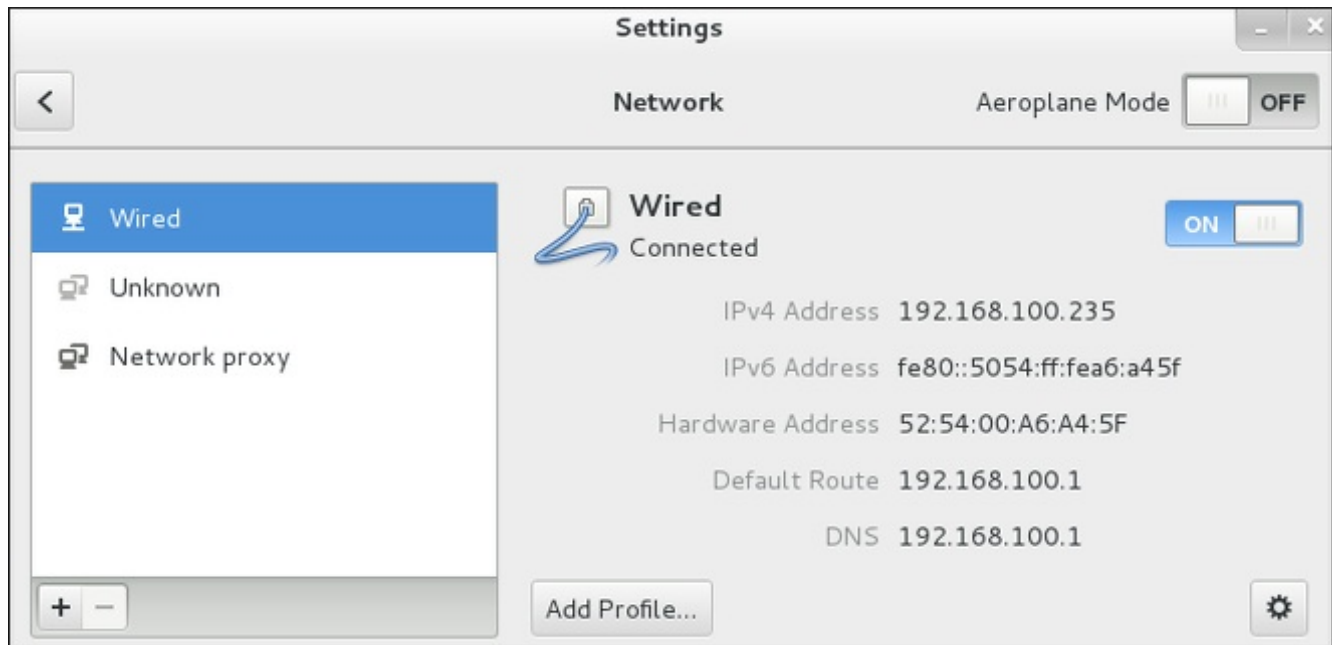 Settings
Network
Aeroplane Mode
OFF
Wired
Unknown
Network proxy
Wired
Connected
ON
IPv4 Address 192.168.100.235
IPv6 Address fe80::5054:ff:fea6:a45f
Hardware Address 52:54:00:A6:A4:5F
Default Route 192.168.100.1
DNS 192.168.100.1
Add Profile...